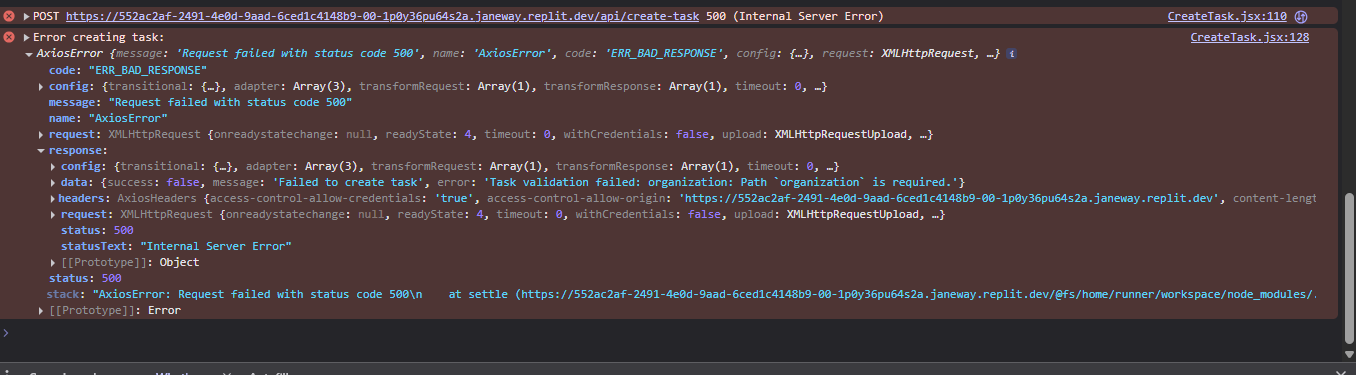 POST https://552ac2af-2491-4e0d-9aad-6ced1c4148b9-00-1p0y36pu64s2a.janeway.replit.dev/api/create-task 500 (Internal Server Error) CreateTask.jsx:110
Error creating task: CreateTask.jsx:128
AxiosError {message: 'Request failed with status code 500', name: 'AxiosError', code: 'ERR_BAD_RESPONSE', config: {…}, request: XMLHttpRequest, …} i
code: "ERR_BAD_RESPONSE"
config: {transitional: {…}, adapter: Array(3), transformRequest: Array(1), transformResponse: Array(1), timeout: 0, …}
message: "Request failed with status code 500"
name: "AxiosError"
request: XMLHttpRequest {onreadystatechange: null, readyState: 4, timeout: 0, withCredentials: false, upload: XMLHttpRequestUpload, …}
response:
config: {transitional: {…}, adapter: Array(3), transformRequest: Array(1), transformResponse: Array(1), timeout: 0, …}
data: {success: false, message: 'Failed to create task', error: 'Task validation failed: organization: Path `organization` is required.'}
headers: AxiosHeaders {access-control-allow-credentials: 'true', access-control-allow-origin: 'https://552ac2af-2491-4e0d-9aad-6ced1c4148b9-00-1p0y36pu64s2a.janeway.replit.dev', content-lengt
request: XMLHttpRequest {onreadystatechange: null, readyState: 4, timeout: 0, withCredentials: false, upload: XMLHttpRequestUpload, …}
status: 500
statusText: "Internal Server Error"
[[Prototype]]: Object
status: 500
stack: "AxiosError: Request failed with status code 500\n    at settle (https://552ac2af-2491-4e0d-9aad-6ced1c4148b9-00-1p0y36pu64s2a.janeway.replit.dev/@fs/home/runner/workspace/node_modules/.
[[Prototype]]: Error